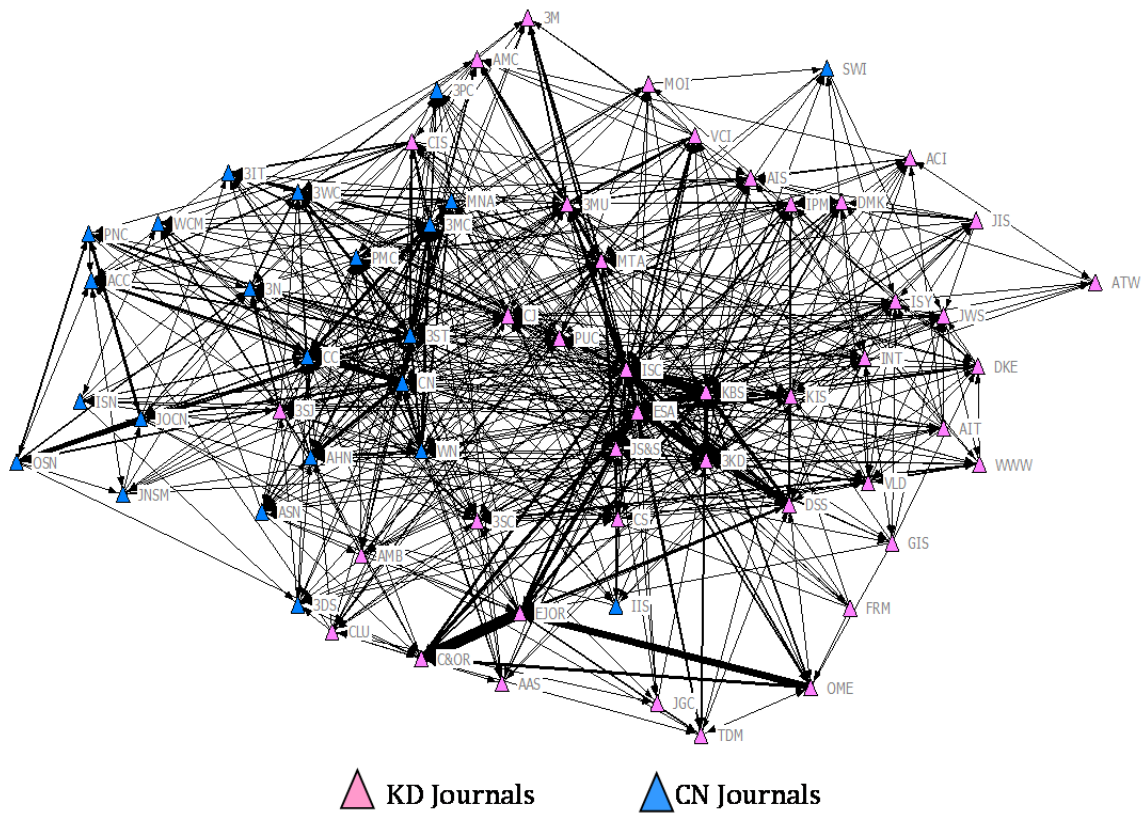 3M
AMC
SWI
MOI
3PC
VCI
CIS
ACI
3IT
AIS
3WC
MNA
3MU
IPM
DMK
WCM
3MC
JIS
PNC
PMC
MTA
ACC
ATW
3N
ISY
CJ
JWS
3ST
PUC
CC
INT
ISC
DKE
CN
KBS
KIS
ISN
3SJ
ESA
JOCN
AIT
WN
JS&S
AHN
3KD
OSN
WWW
VLD
JNSM
DSS
ASN
3SC
CST
GIS
AMB
3DS
EJOR
IIS
FRM
CLU
C&OR
AAS
OME
JGC
TDM
KD Journals
CN Journals